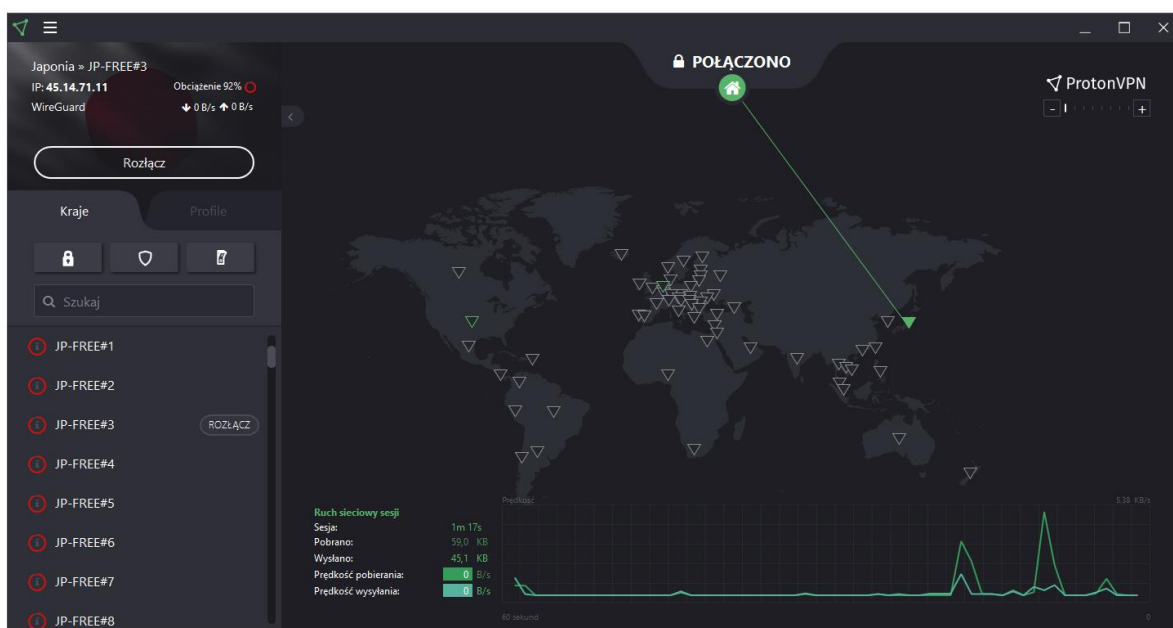 Japonia » JP-FREE#3
IP: 45.14.71.11 Obciążenie 92%
WireGuard 0 B/s 0 B/s
Rozłącz
Kraje Profile
Szukaj
JP-FREE#1
JP-FREE#2
JP-FREE#3 ROZŁĄCZ
JP-FREE#4
JP-FREE#5
JP-FREE#6
JP-FREE#7
JP-FREE#8
POŁĄCZONO
ProtonVPN
- +
Prędkość 5,38 KB/s
Ruch sieciowy sesji
Sesja: 1m 17s
Pobrano: 59,0 KB
Wysłano: 45,1 KB
Prędkość pobierania: 0 B/s
Prędkość wysyłania: 0 B/s
60 sekund 0